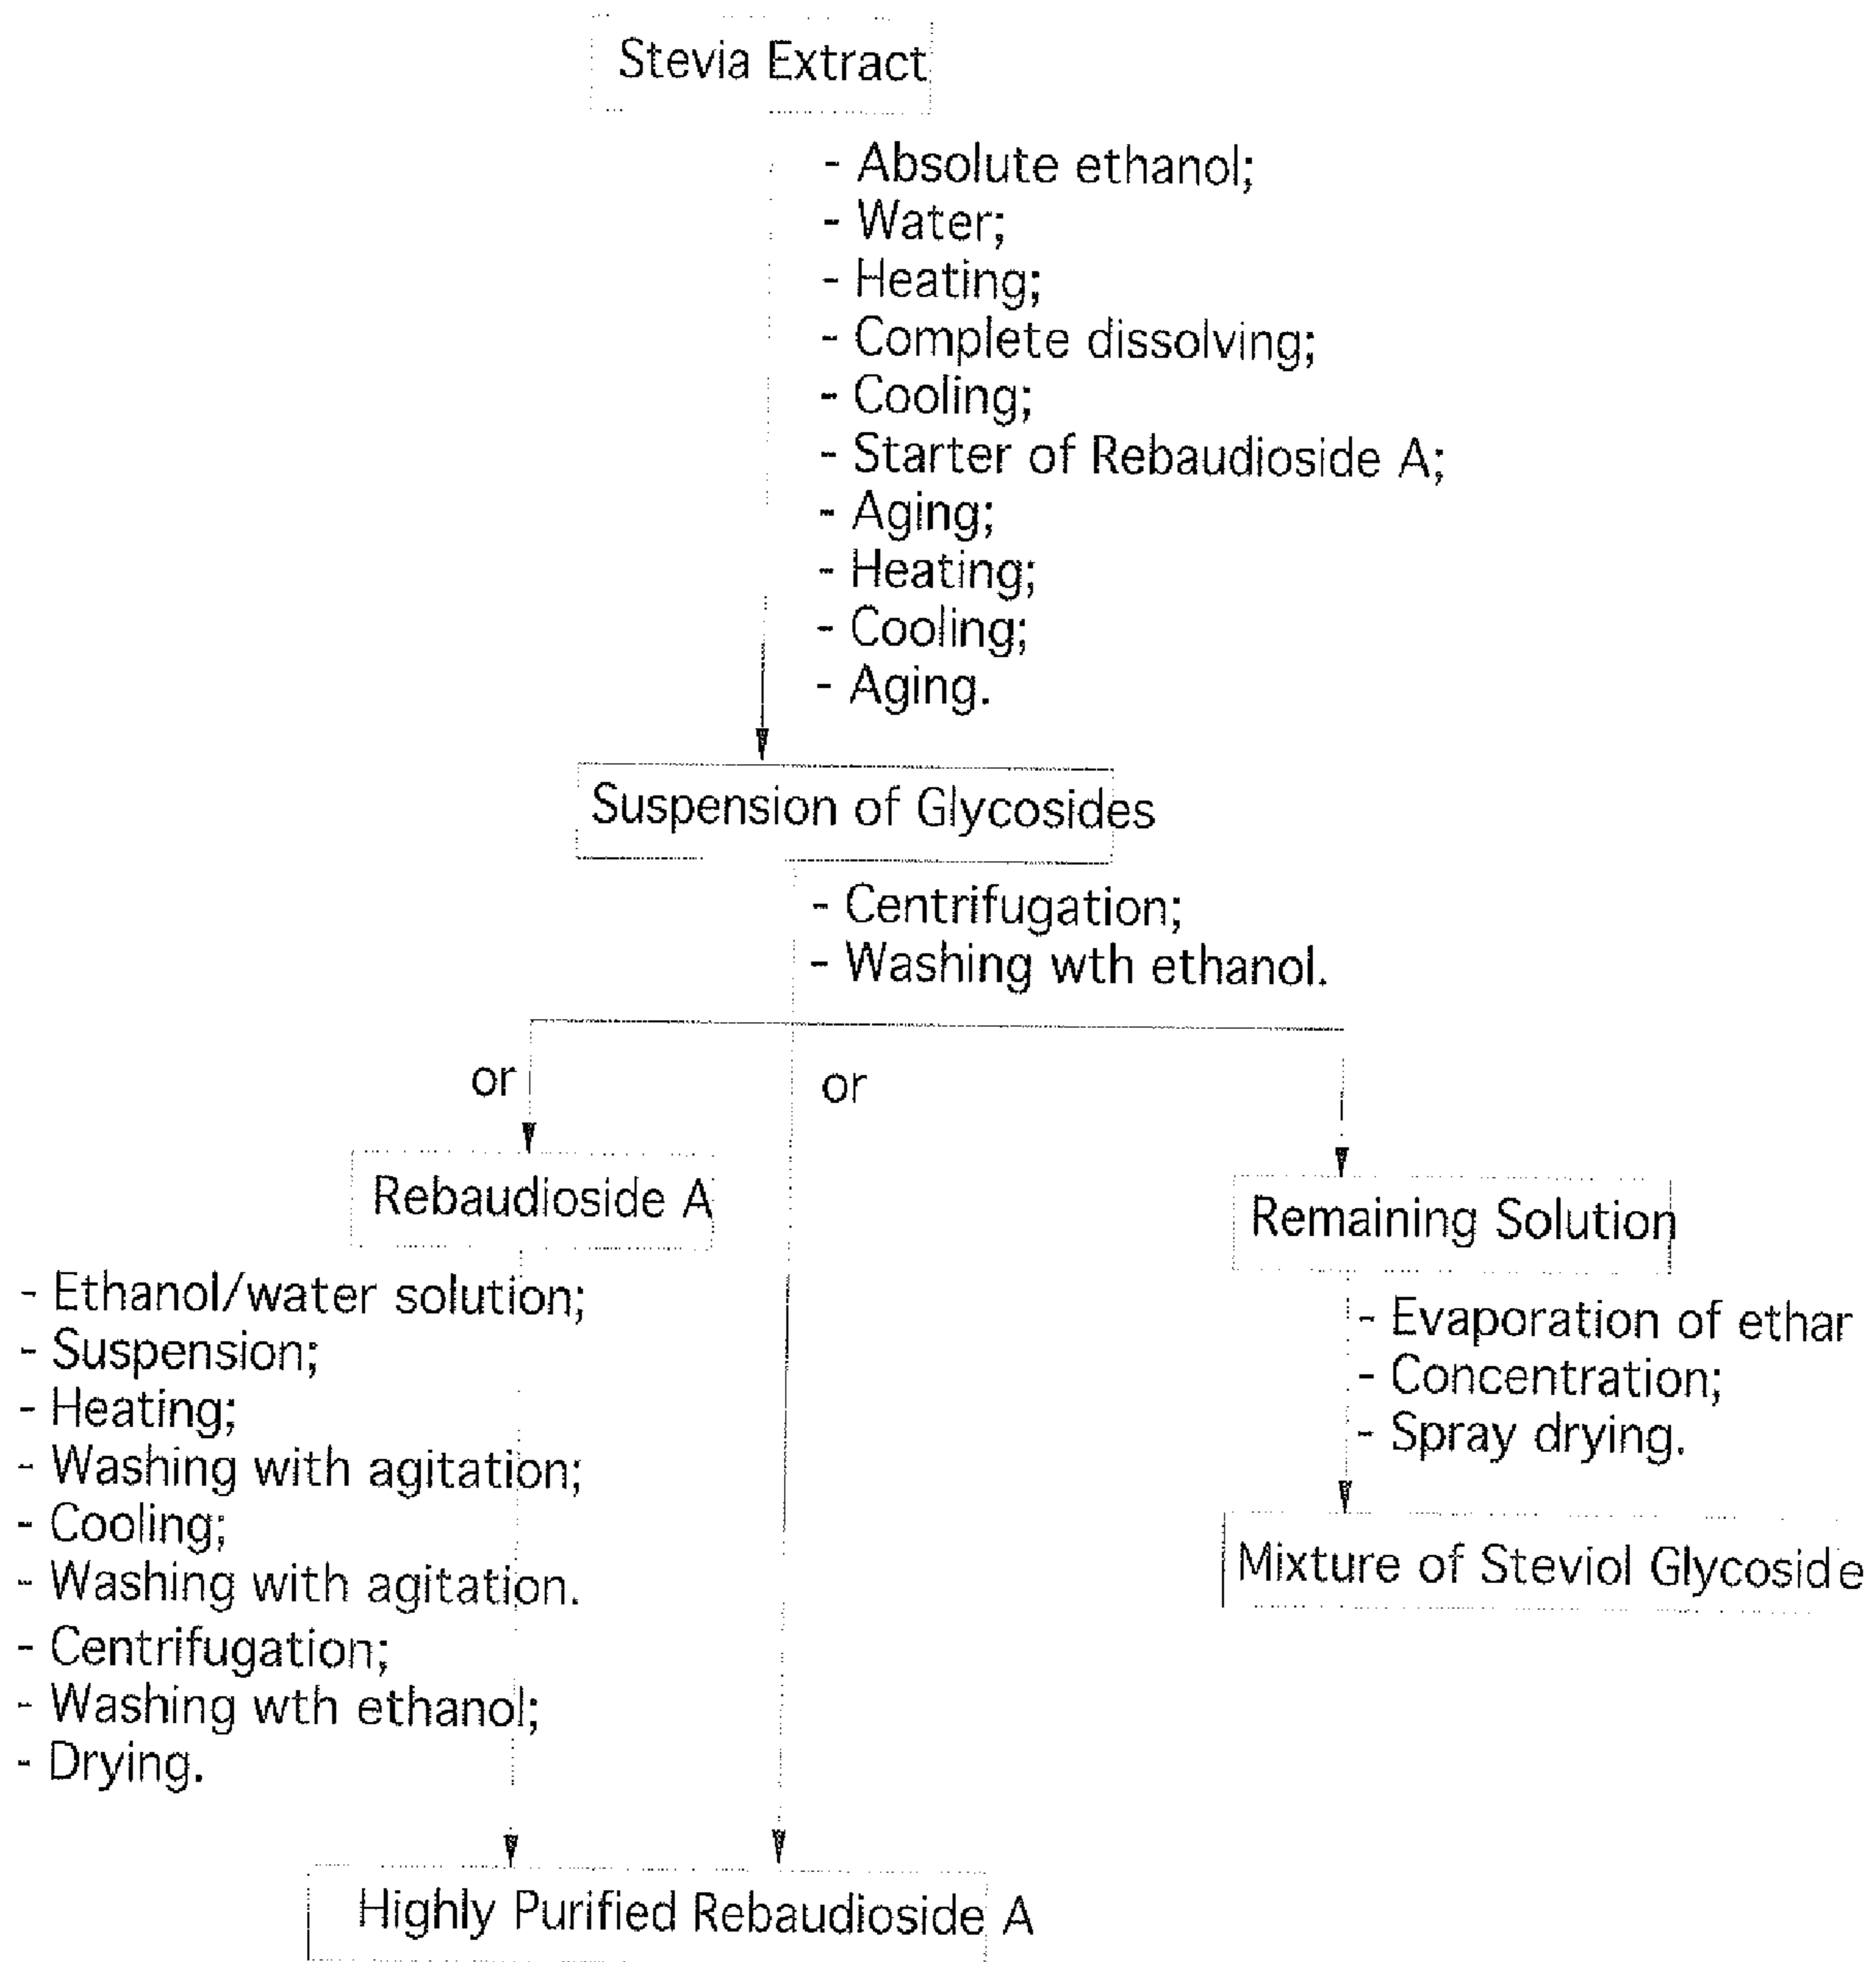 Stevia Extract
- Absolute ethanol;
- Water;
- Heating;
- Complete dissolving;
- Cooling;
- Starter of Rebaudioside A;
- Aging;
- Heating;
- Cooling;
- Aging.
Suspension of Glycosides
- Centrifugation;
- Washing wth ethanol.
or
or
Rebaudioside A
Remaining Solution
- Ethanol/water solution;
- Suspension;
- Heating;
- Washing with agitation;
- Cooling;
- Washing with agitation.
- Centrifugation;
- Washing wth ethanol;
- Drying.
- Evaporation of ethar
- Concentration;
- Spray drying.
Mixture of Steviol Glycoside
Highly Purified Rebaudioside A